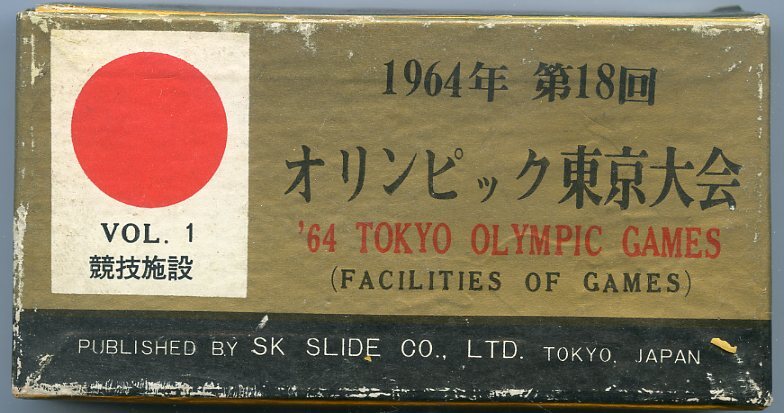 1964年 第18回
オリンピック東京大会
'64 TOKYO OLYMPIC GAMES
(FACILITIES OF GAMES)
VOL. 1
競技施設
PUBLISHED BY SK SLIDE CO., LTD. TOKYO, JAPAN